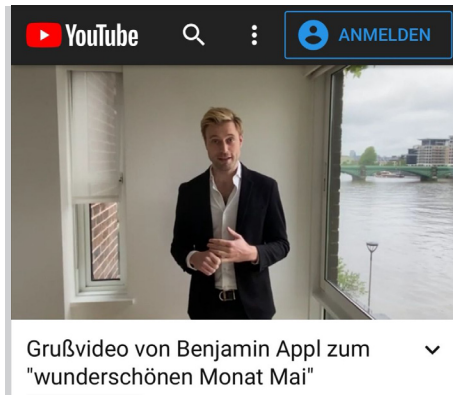 YouTube ANMELDEN
Grußvideo von Benjamin Appl zum
"wunderschönen Monat Mai"